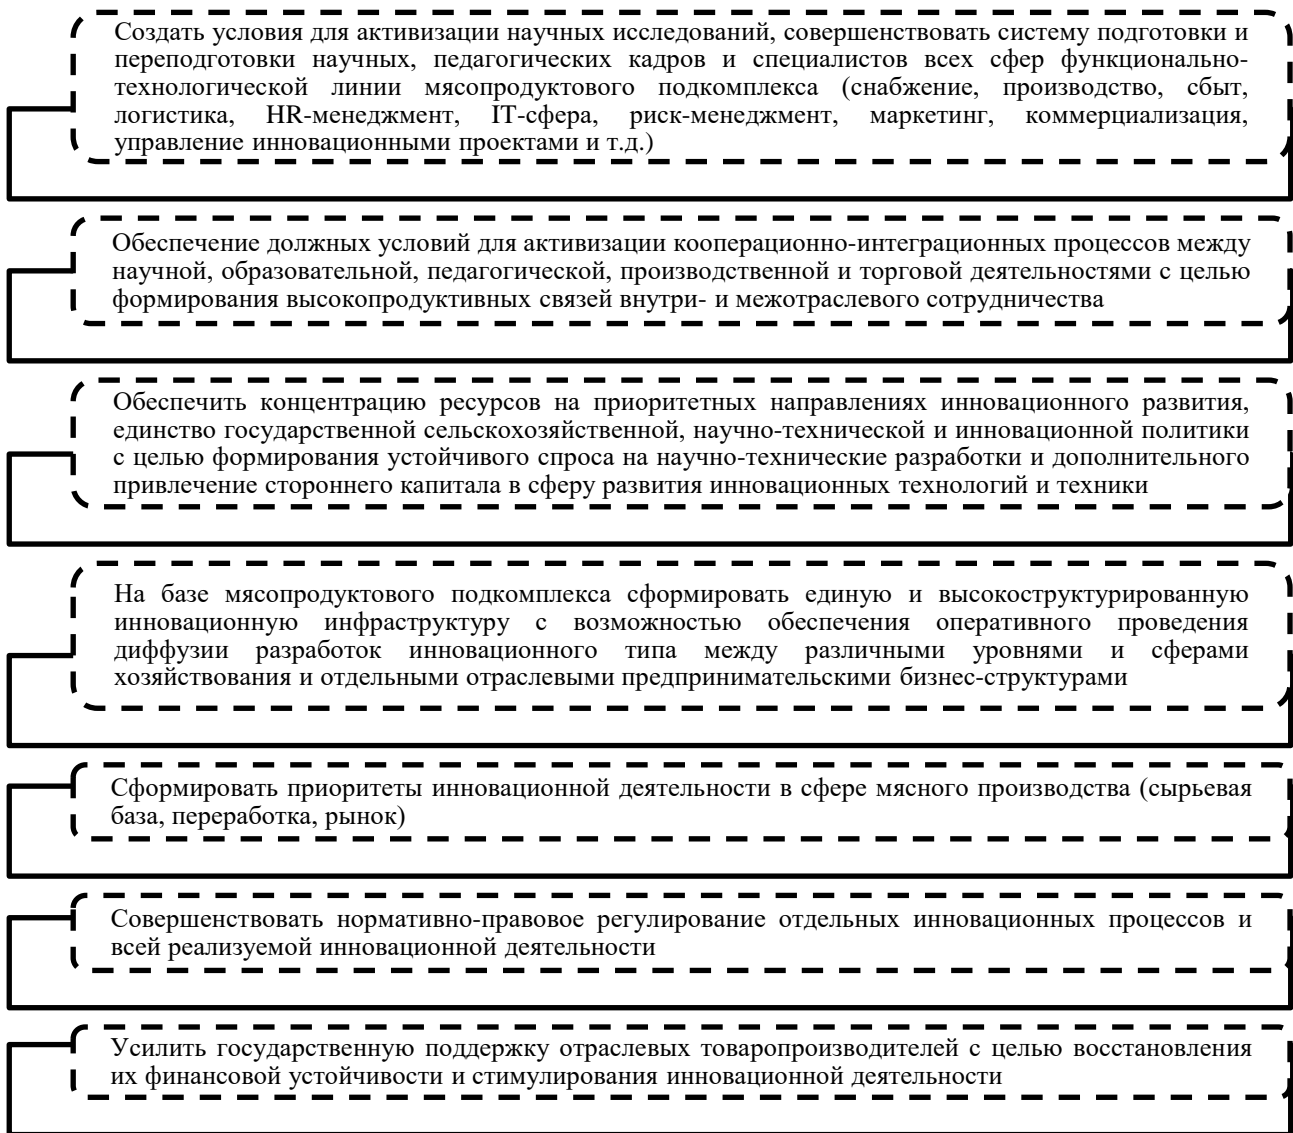 Создать условия для активизации научных исследований, совершенствовать систему подготовки и
переподготовки научных, педагогических кадров и специалистов всех сфер функционально-
технологической линии мясопродуктового подкомплекса (снабжение, производство, сбыт,
логистика, HR-менеджмент, IT-сфера, риск-менеджмент, маркетинг, коммерциализация,
управление инновационными проектами и т.д.)
Обеспечение должных условий для активизации кооперационно-интеграционных процессов между
научной, образовательной, педагогической, производственной и торговой деятельностями с целью
формирования высокопродуктивных связей внутри- и межотраслевого сотрудничества
Обеспечить концентрацию ресурсов на приоритетных направлениях инновационного развития,
единство государственной сельскохозяйственной, научно-технической и инновационной политики
с целью формирования устойчивого спроса на научно-технические разработки и дополнительного
привлечение стороннего капитала в сферу развития инновационных технологий и техники
На базе мясопродуктового подкомплекса сформировать единую и высокоструктурированную
инновационную инфраструктуру с возможностью обеспечения оперативного проведения
диффузии разработок инновационного типа между различными уровнями и сферами
хозяйствования и отдельными отраслевыми предпринимательскими бизнес-структурами
Сформировать приоритеты инновационной деятельности в сфере мясного производства (сырьевая
база, переработка, рынок)
Совершенствовать нормативно-правовое регулирование отдельных инновационных процессов и
всей реализуемой инновационной деятельности
Усилить государственную поддержку отраслевых товаропроизводителей с целью восстановления
их финансовой устойчивости и стимулирования инновационной деятельности